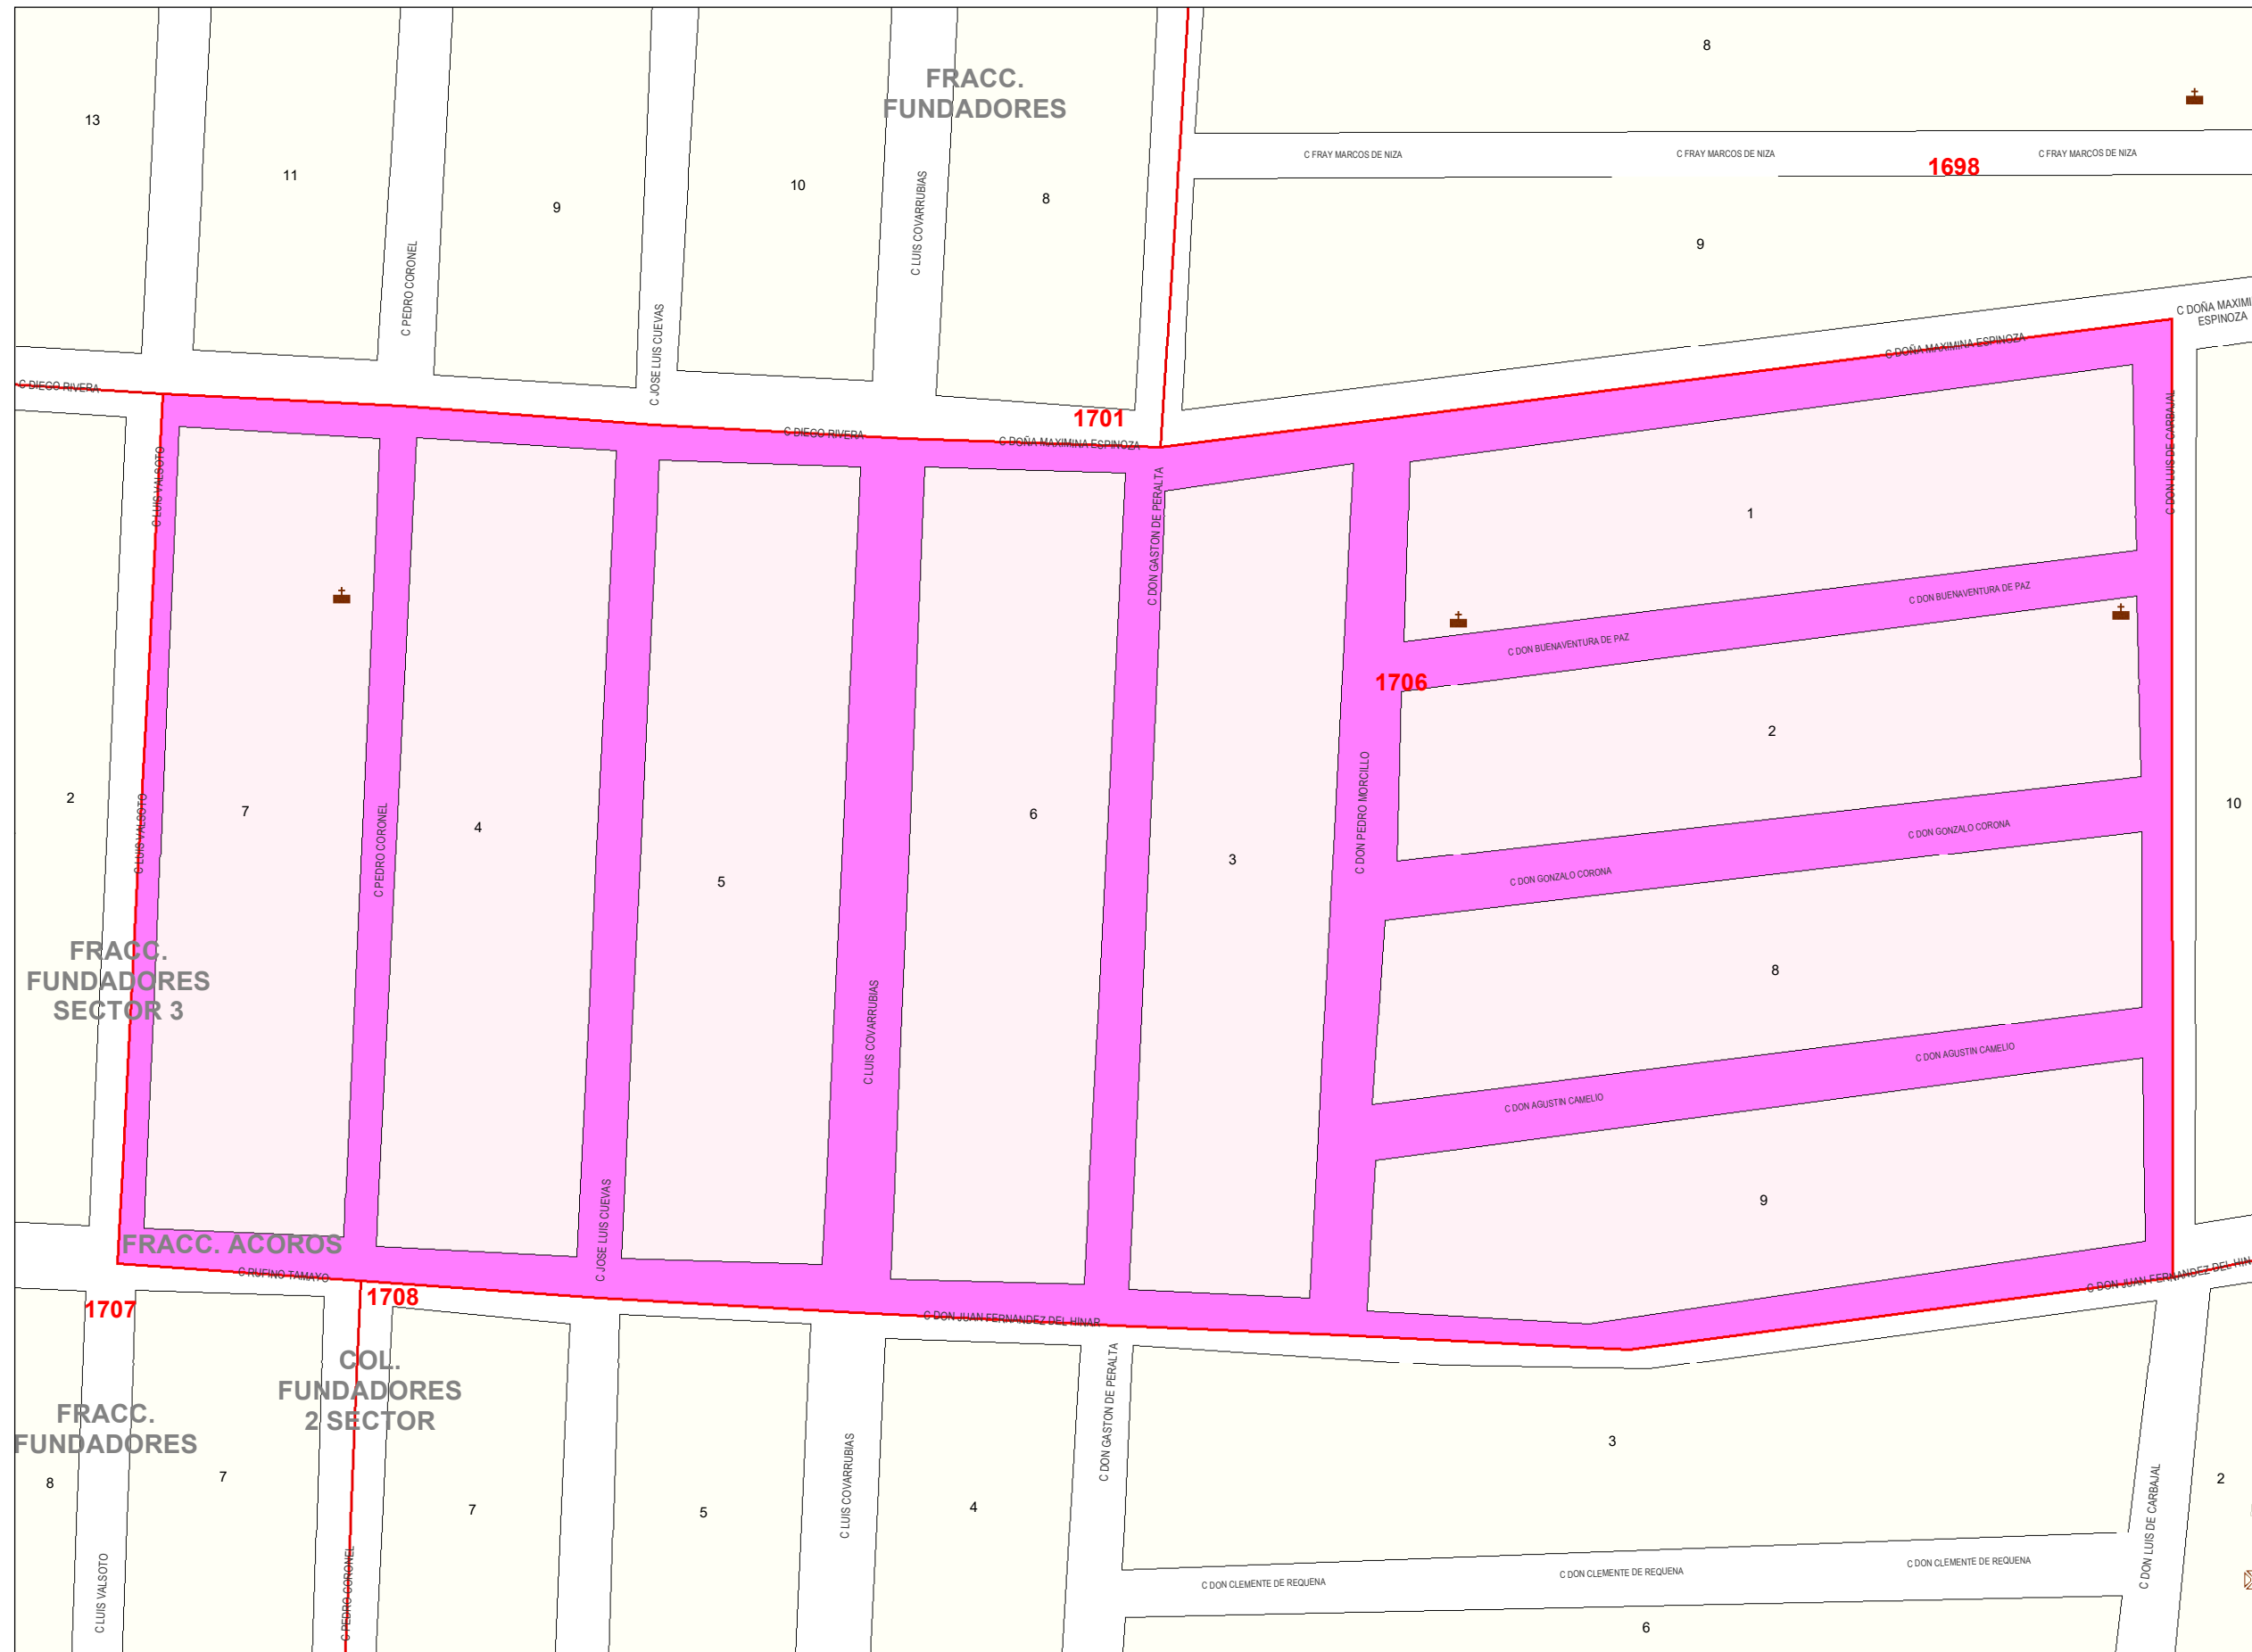 8
FRACC.
FUNDADORES
13
C FRAY MARCOS DE NIZA
C FRAY MARCOS DE NIZA
C FRAY MARCOS DE NIZA
1698
11
10
9
8
C LUIS COVARRUBIAS
9
C PEDRO CORONEL
C JOSE LUIS CUEVAS
C DOÑA MAXIMI
ESPINOZA
C DOÑA MAXIMINA ESPINOZA
C DIEGO RIVERA
1701
C DIEGO RIVERA
C DOÑA MAXIMINA ESPINOZA
C LUIS VALSOTO
C DON GASTON DE PERALTA
C DON LUIS DE CARBAJAL
1
C DON BUENAVENTURA DE PAZ
C DON BUENAVENTURA DE PAZ
1706
2
2
7
C LUIS VALSOTO
C PEDRO CORONEL
4
5
6
3
C DON PEDRO MORCILLO
10
C DON GONZALO CORONA
C DON GONZALO CORONA
FRACC.
FUNDADORES
SECTOR 3
C LUIS COVARRUBIAS
8
C DON AGUSTIN CAMELIO
C DON AGUSTIN CAMELIO
9
FRACC. ACOROS
C RUFINO TAMAYO
C JOSE LUIS CUEVAS
C DON JUAN FERNANDEZ DEL HIN
C DON JUAN FERNANDEZ DEL HINAR
1707
1708
COL.
FUNDADORES
2 SECTOR
FRACC.
FUNDADORES
C DON GASTON DE PERALTA
3
8
7
7
5
C LUIS COVARRUBIAS
4
2
C LUIS VALSOTO
C PEDRO CORONEL
C DON CLEMENTE DE REQUENA
C DON CLEMENTE DE REQUENA
C DON CLEMENTE DE REQUENA
C DON LUIS DE CARBAJAL
6